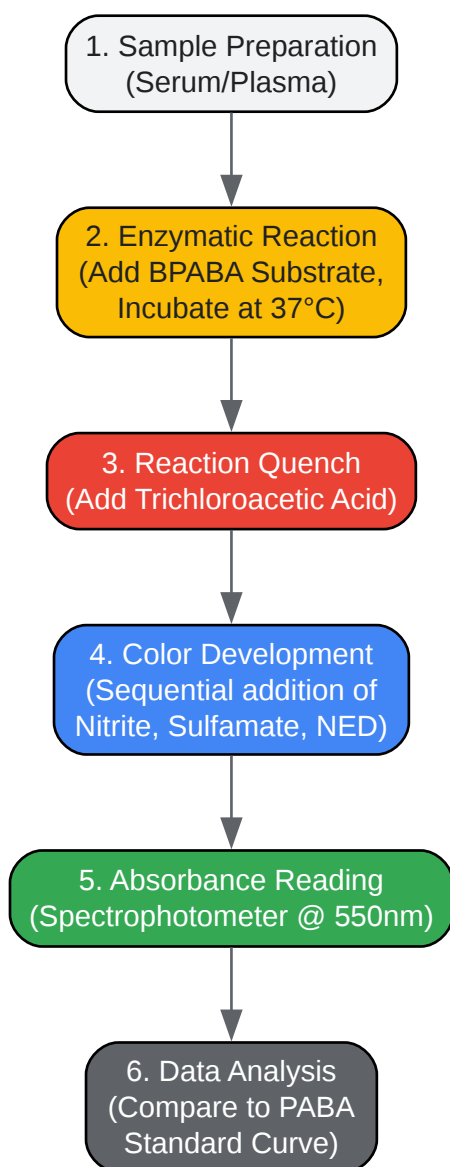 1. Sample Preparation
(Serum/Plasma)
2. Enzymatic Reaction
(Add BPABA Substrate,
Incubate at 37°C)
3. Reaction Quench
(Add Trichloroacetic Acid)
4. Color Development
(Sequential addition of
Nitrite, Sulfamate, NED)
5. Absorbance Reading
(Spectrophotometer @ 550nm)
6. Data Analysis
(Compare to PABA
Standard Curve)